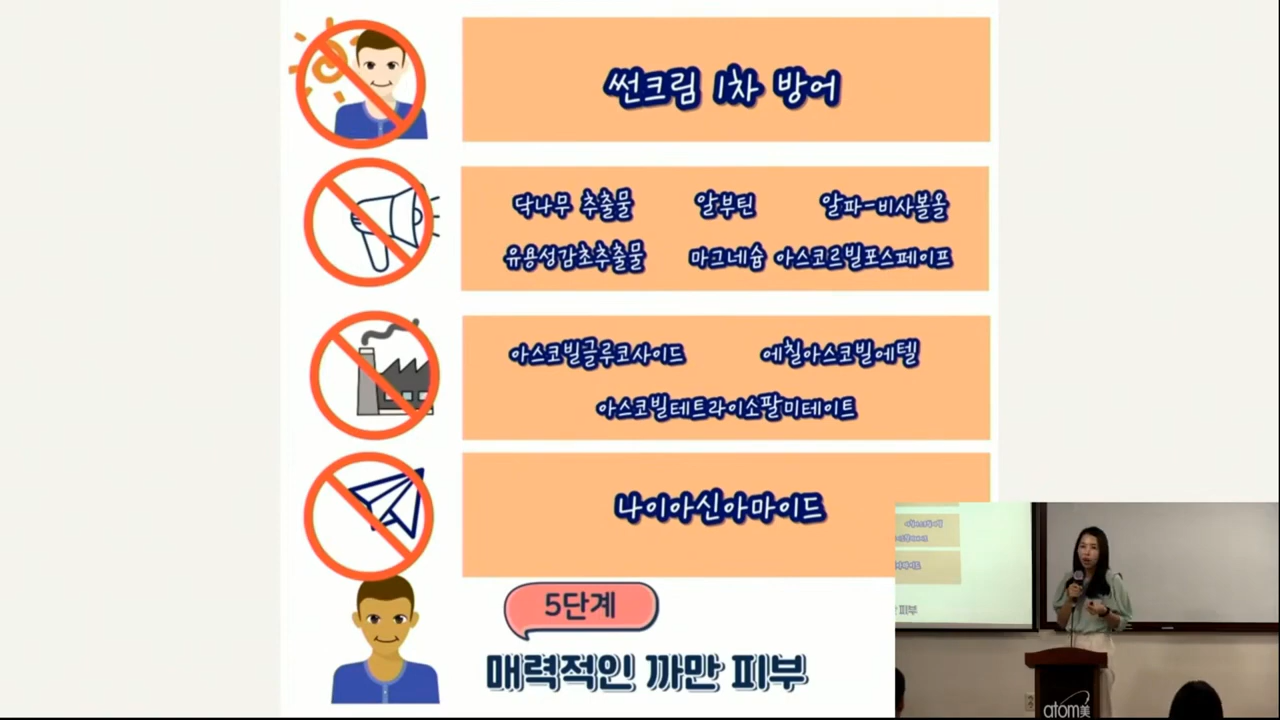 썬크림 1차 방어
닥나무 추출물 알부틴 알파-비사볼올
유용성감초추출물 마그네슘 아스코르빌포스페이프
아스코빌글루코사이드 에칠아스코빌에텔
아스코빌테트라이소팔미테이트
나이아신아마이드
5단계
매력적인 까만 피부
피부
atom美